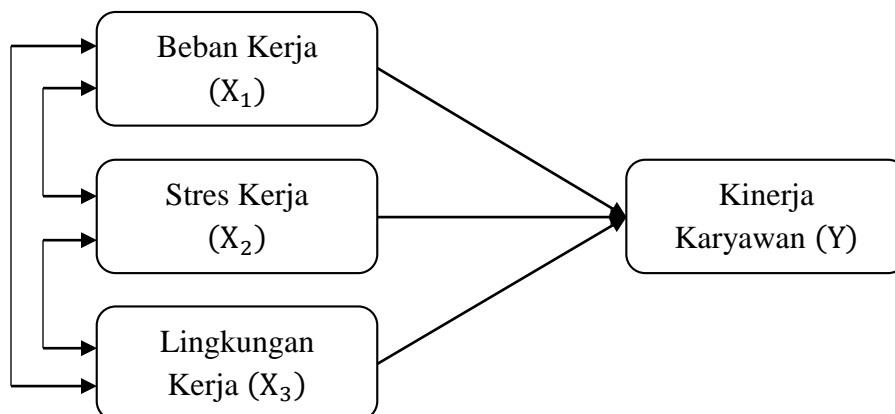 Beban Kerja
(X₁)
Stres Kerja
(X₂)
Lingkungan
Kerja (X₃)
Kinerja
Karyawan (Y)